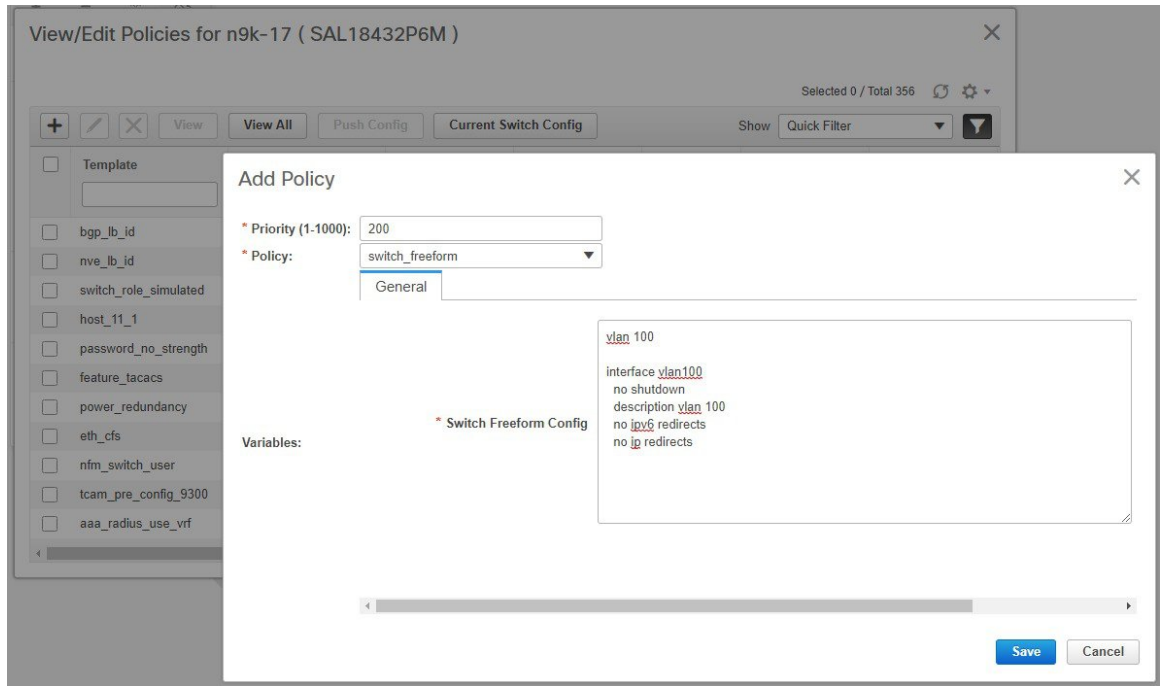 View/Edit Policies for n9k-17 ( SAL18432P6M )
Selected 0 / Total 356
View
View All
Push Config
Current Switch Config
Show
Quick Filter
Template
bgp_lb_id
nve_lb_id
switch_role_simulated
host_11_1
password_no_strength
feature_tacacs
power_redundancy
eth_cfs
nfm_switch_user
tcam_pre_config_9300
aaa_radius_use_vrf
Add Policy
* Priority (1-1000):
200
* Policy:
switch_freeform
General
Variables:
* Switch Freeform Config
vlan 100
interface vlan100
no shutdown
description vlan 100
no ipv6 redirects
no ip redirects
Save
Cancel